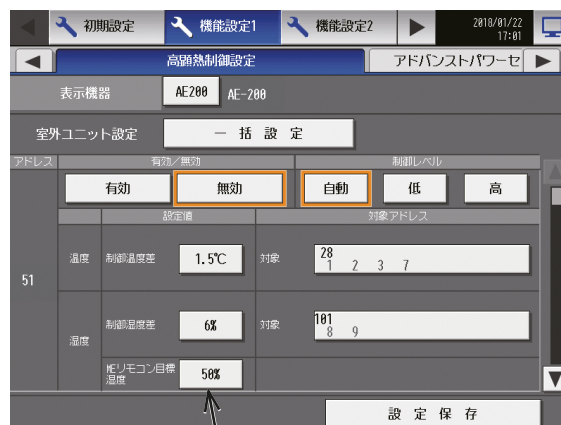 初期設定 機能設定1 機能設定2 2018/01/22
17:01
高顕熱制御設定 アドバンストパワーセ
表示機器 AE200 AE-200
室外ユニット設定 一 括 設 定
アドレス 有効/無効 制御レベル
有効 無効 自動 低 高
設定値 対象アドレス
51
温度 制御温度差 1.5℃ 対象 28
1 2 3 7
湿度 制御湿度差 6% 対象 101
8 9
MEリモコン目標
湿度 50%
設 定 保 存